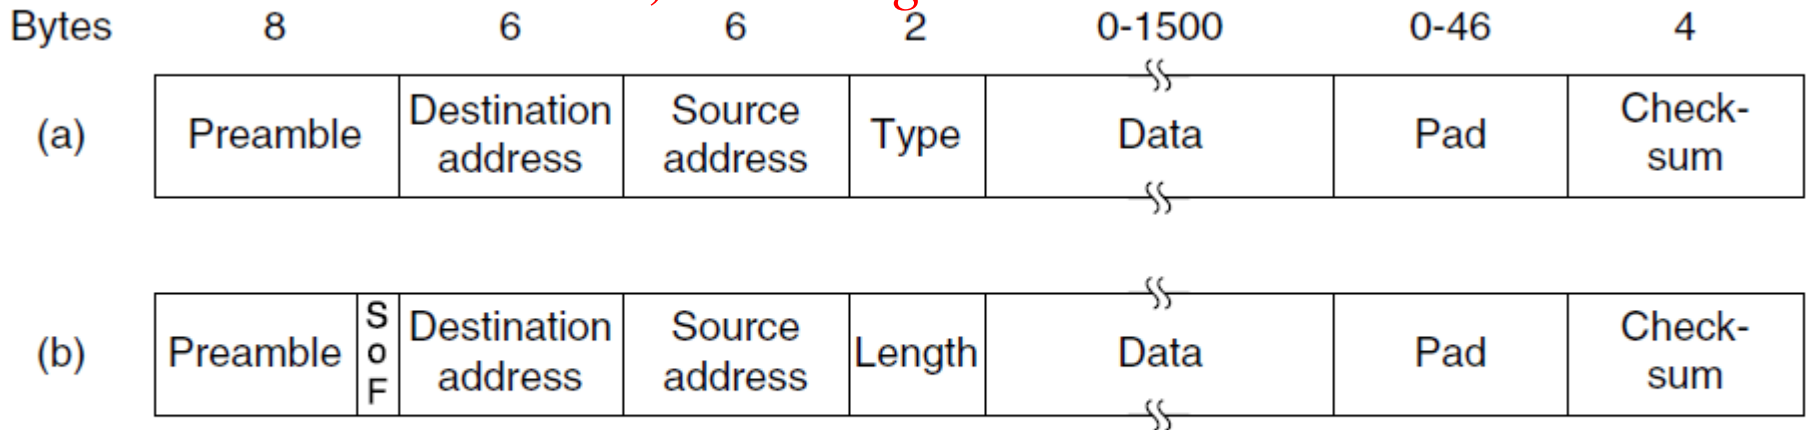 Bytes 8 6 6 2 0-1500 0-46 4
(a) Preamble Destination address Source address Type Data Pad Check-sum
(b) Preamble SoF Destination address Source address Length Data Pad Check-sum